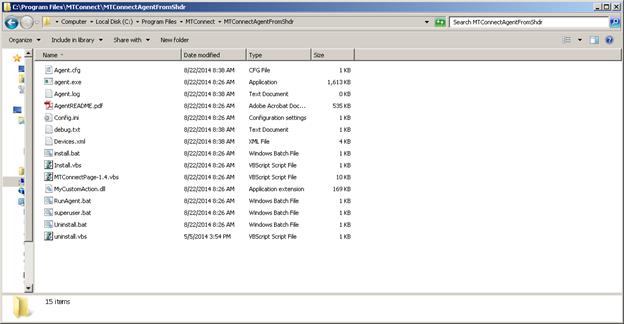 C:\Program Files\MTConnect\MTConnectAgentFromShdr
Computer Local Disk (C:) Program Files MTConnect MTConnectAgentFromShdr Search MTConnectAgentFromShdr
Organize Include in library Share with New folder
Name Date modified Type Size
Agent.cfg 8/22/2014 8:38 AM CFG File 1 KB
agent.exe 8/22/2014 8:26 AM Application 1,613 KB
Agent.log 8/22/2014 8:38 AM Text Document 0 KB
AgentREADME.pdf 8/22/2014 8:26 AM Adobe Acrobat Doc... 535 KB
Config.ini 8/22/2014 8:26 AM Configuration settings 1 KB
debug.txt 8/22/2014 8:38 AM Text Document 1 KB
Devices.xml 8/22/2014 8:38 AM XML File 4 KB
install.bat 8/22/2014 8:26 AM Windows Batch File 1 KB
Install.vbs 8/22/2014 8:26 AM VBScript Script File 1 KB
MTConnectPage-1.4.vbs 8/22/2014 8:26 AM VBScript Script File 10 KB
MyCustomAction.dll 8/22/2014 8:26 AM Application extension 169 KB
RunAgent.bat 8/22/2014 8:26 AM Windows Batch File 1 KB
superuser.bat 8/22/2014 8:26 AM Windows Batch File 1 KB
Uninstall.bat 8/22/2014 8:26 AM Windows Batch File 1 KB
uninstall.vbs 5/5/2014 3:54 PM VBScript Script File 1 KB
15 items